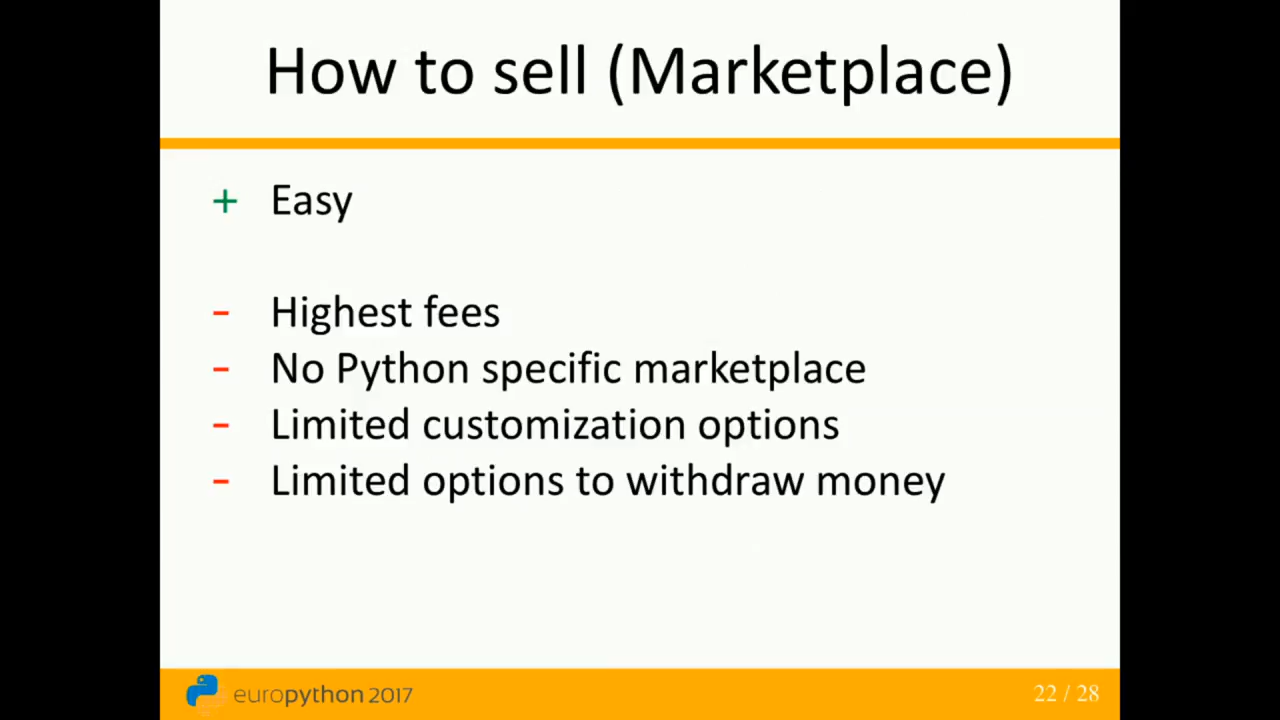 How to sell (Marketplace)
+ Easy
- Highest fees
- No Python specific marketplace
- Limited customization options
- Limited options to withdraw money
europython 2017
22 / 28